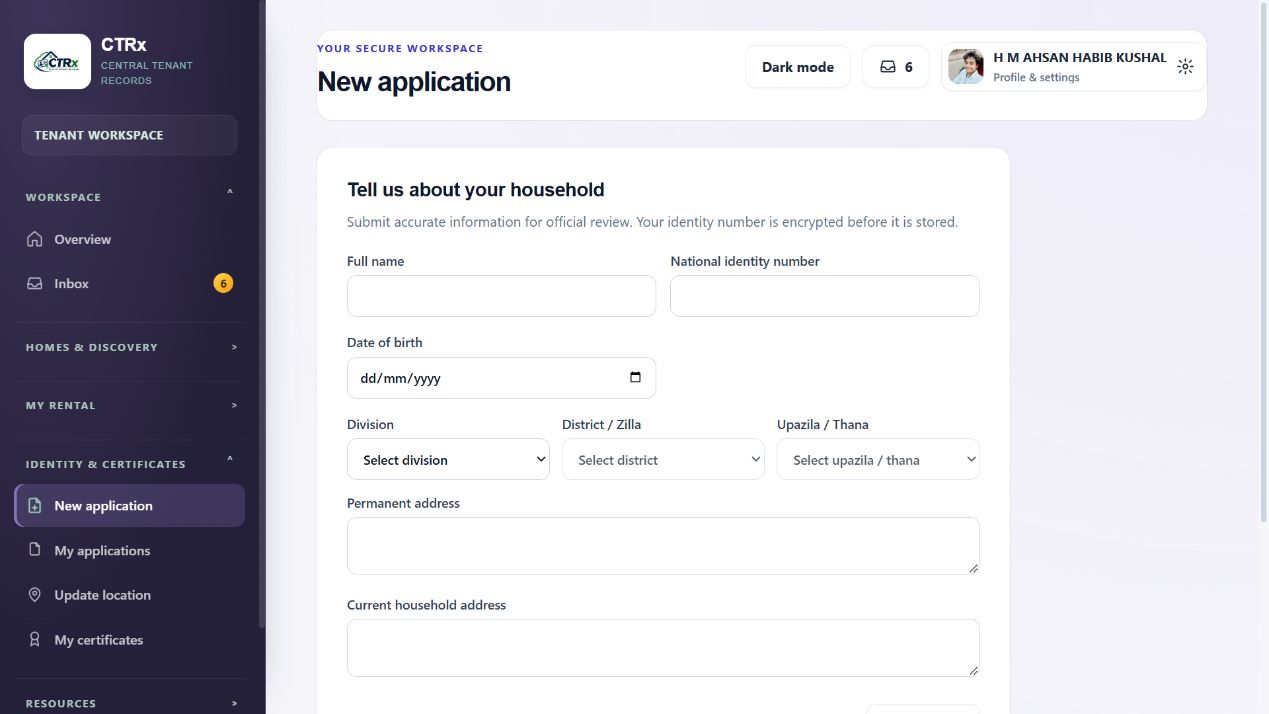 CTRx
CTRx
CENTRAL TENANT
RECORDS
TENANT WORKSPACE
WORKSPACE
Overview
Inbox
6
HOMES & DISCOVERY
MY RENTAL
IDENTITY & CERTIFICATES
New application
My applications
Update location
My certificates
RESOURCES
YOUR SECURE WORKSPACE
New application
Dark mode
6
H M AHSAN HABIB KUSHAL
Profile & settings
Tell us about your household
Submit accurate information for official review. Your identity number is encrypted before it is stored.
Full name
National identity number
Date of birth
dd/mm/yyyy
Division
District / Zilla
Upazila / Thana
Select division
Select district
Select upazila / thana
Permanent address
Current household address